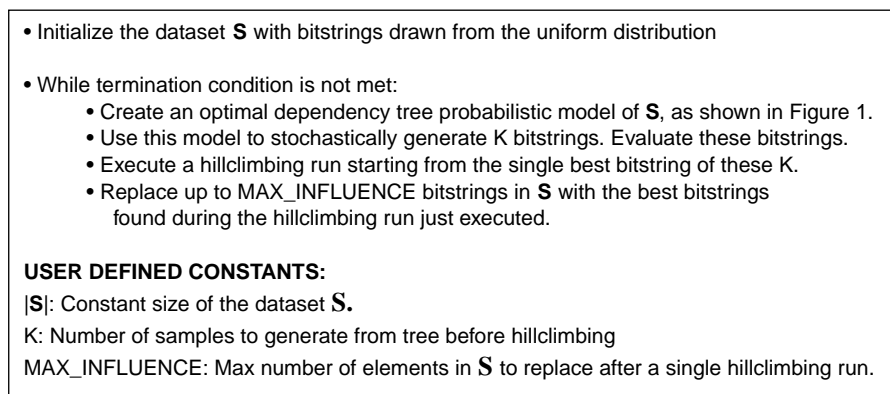 • Initialize the dataset S with bitstrings drawn from the uniform distribution
• While termination condition is not met:
• Create an optimal dependency tree probabilistic model of S, as shown in Figure 1.
• Use this model to stochastically generate K bitstrings. Evaluate these bitstrings.
• Execute a hillclimbing run starting from the single best bitstring of these K.
• Replace up to MAX_INFLUENCE bitstrings in S with the best bitstrings
found during the hillclimbing run just executed.
USER DEFINED CONSTANTS:
|S|: Constant size of the dataset S.
K: Number of samples to generate from tree before hillclimbing
MAX_INFLUENCE: Max number of elements in S to replace after a single hillclimbing run.